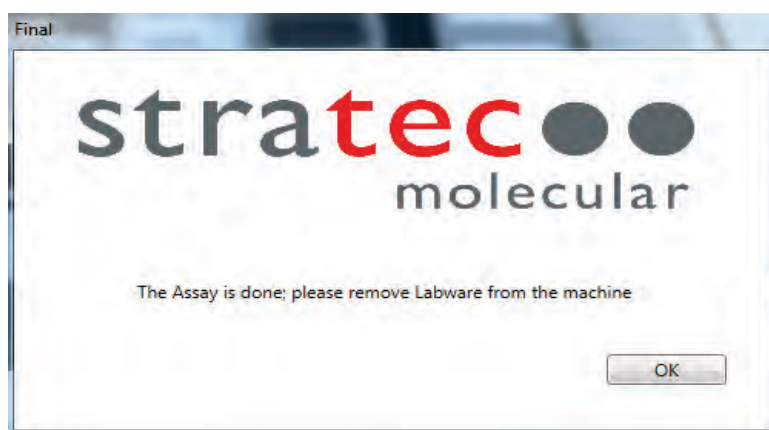 Final
stratec
molecular
The Assay is done; please remove Labware from the machine
OK